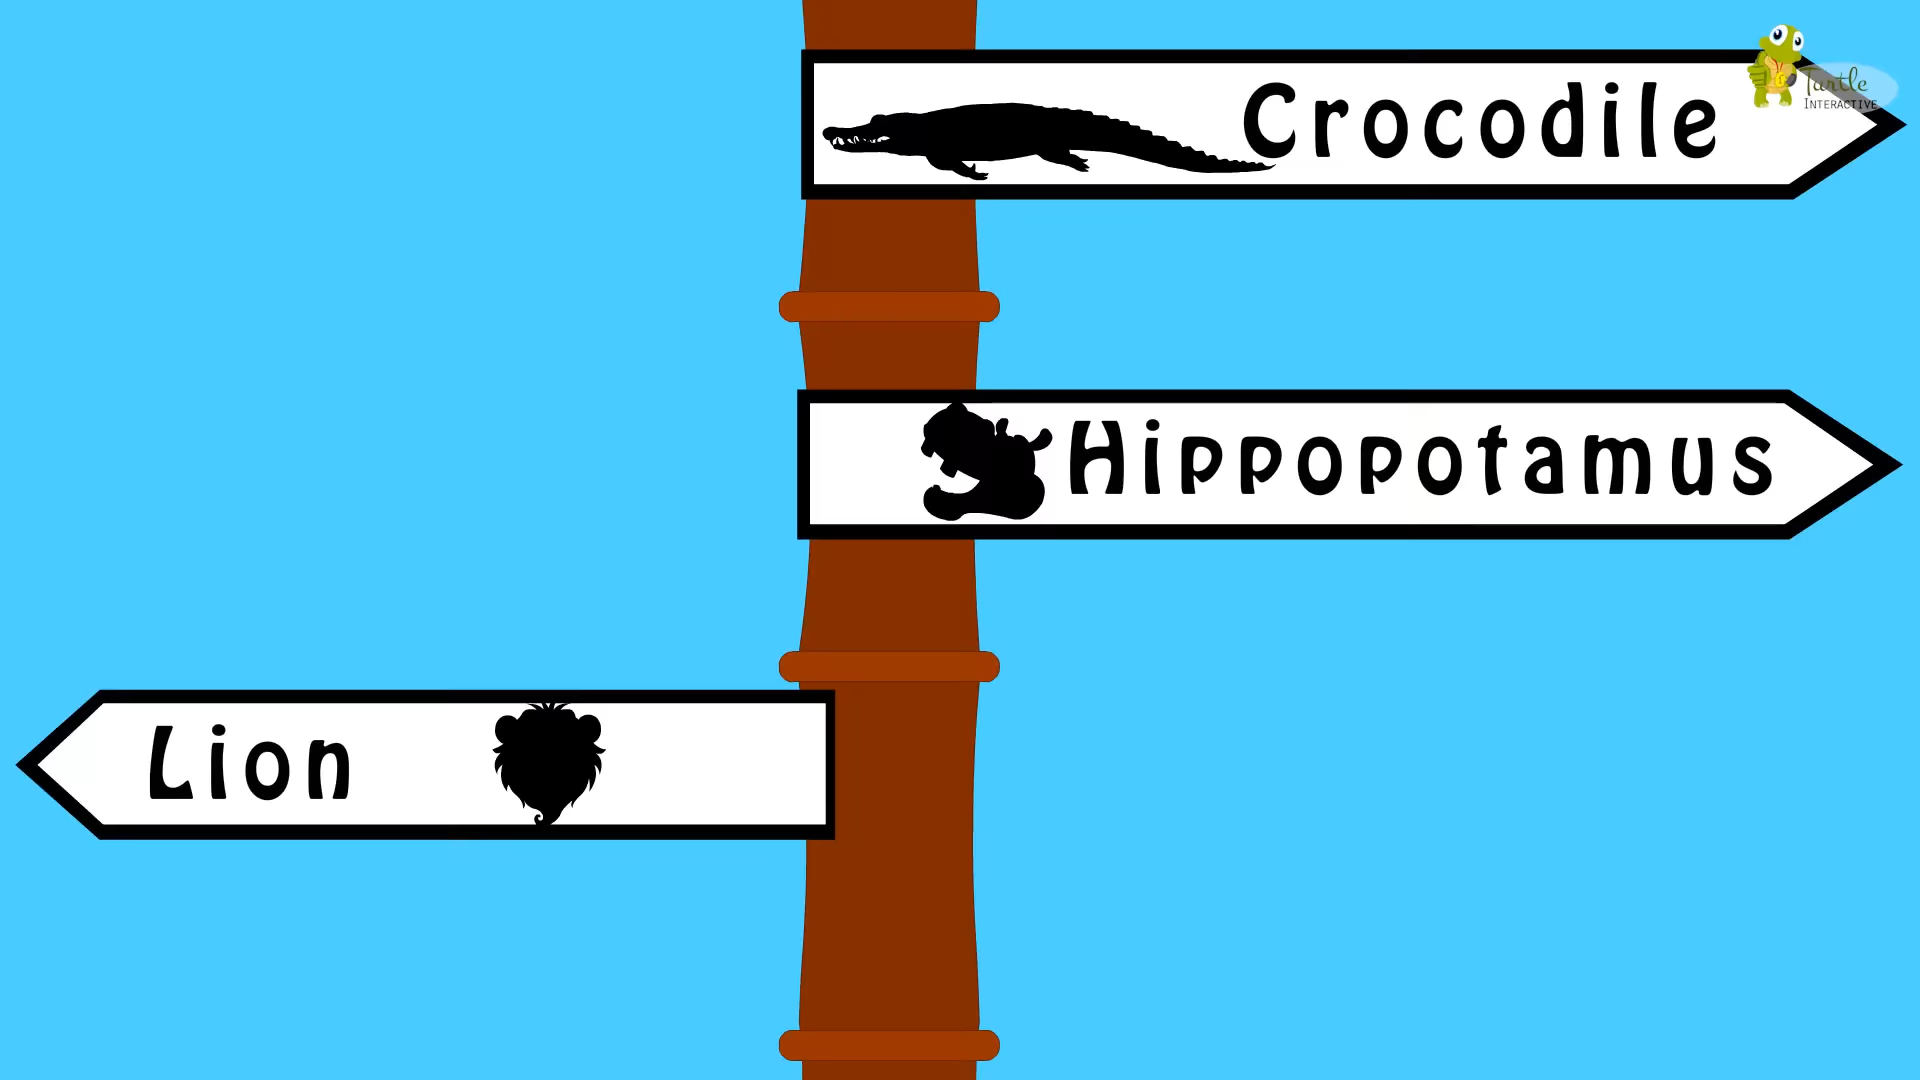 Crocodile
Turtle
INTERACTIVE
Hippopotamus
Lion